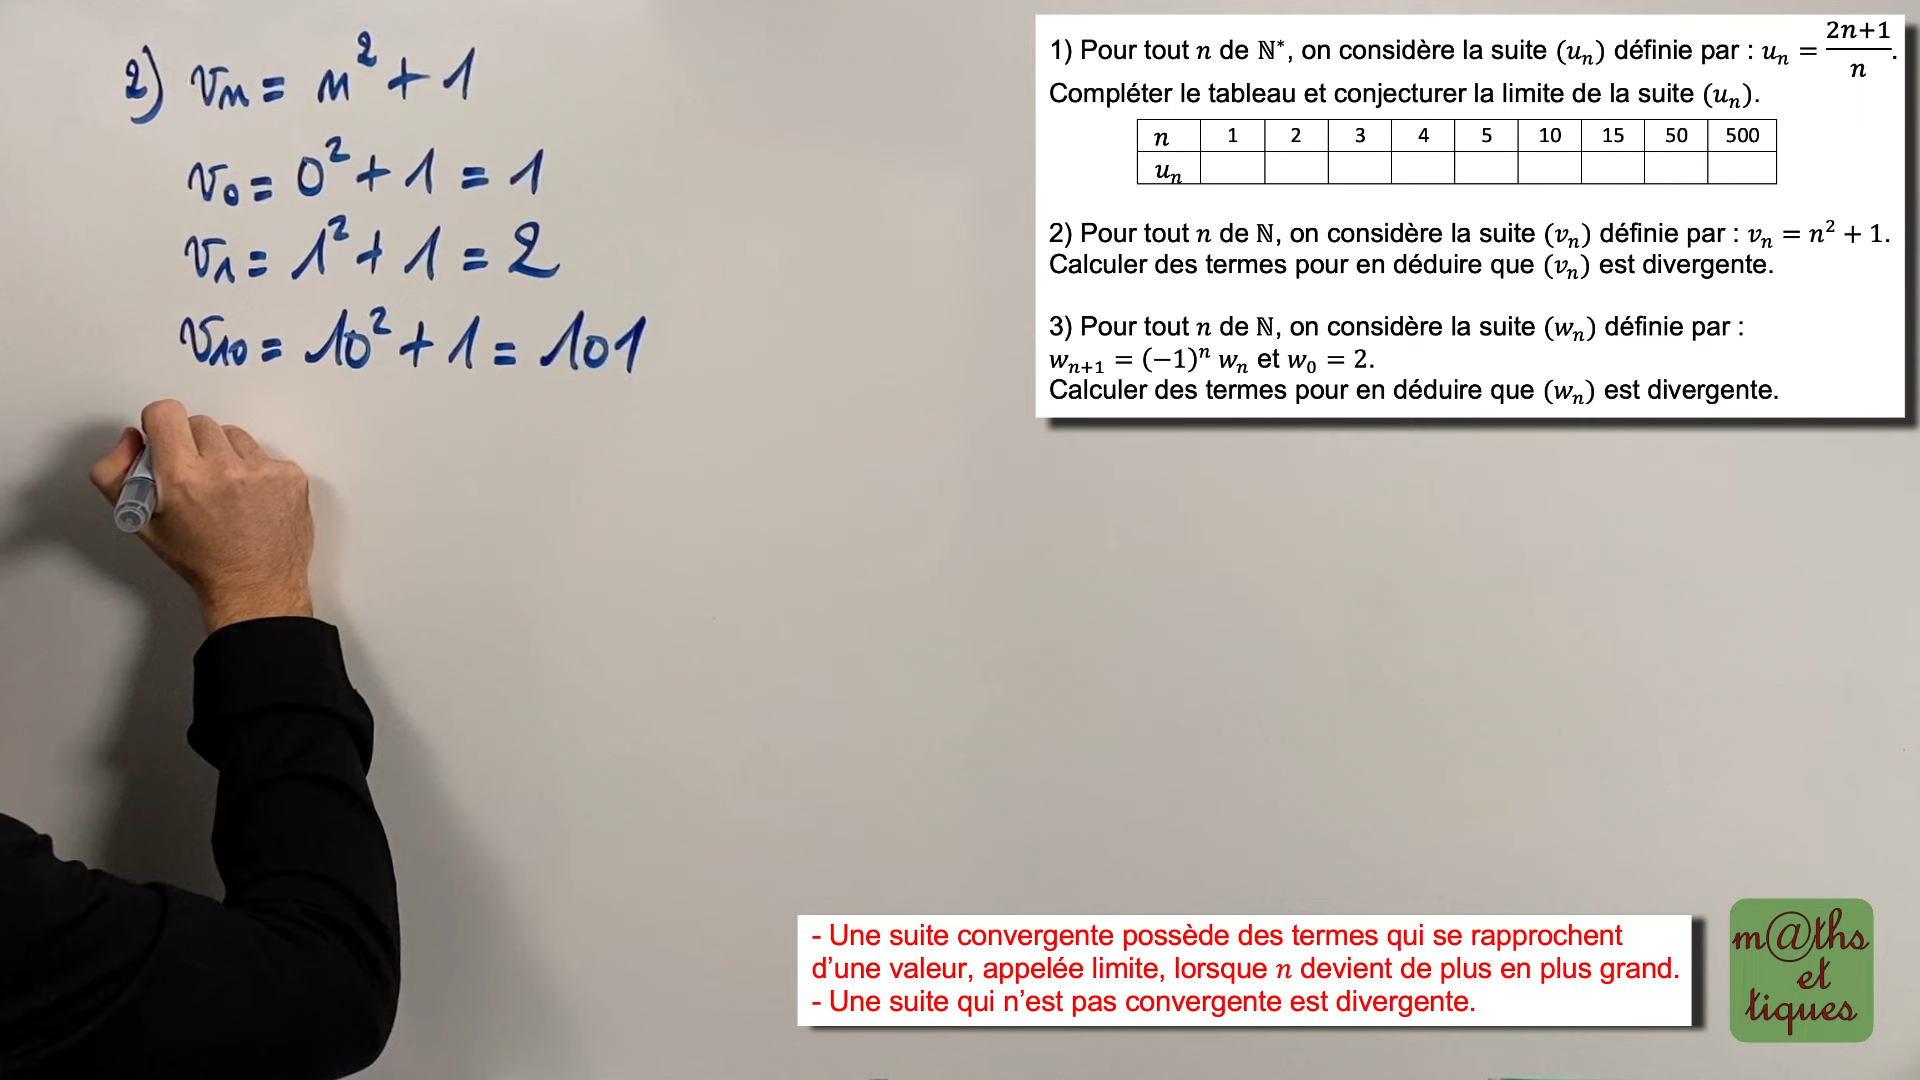 2) vn = n² + 1
v₀ = 0² + 1 = 1
v₁ = 1² + 1 = 2
v₁₀ = 10² + 1 = 101
1) Pour tout n de ℕ*, on considère la suite (uₙ) définie par : uₙ = (2n+1)/n.
Compléter le tableau et conjecturer la limite de la suite (uₙ).
n 1 2 3 4 5 10 15 50 500
uₙ
2) Pour tout n de ℕ, on considère la suite (vₙ) définie par : vₙ = n² + 1.
Calculer des termes pour en déduire que (vₙ) est divergente.
3) Pour tout n de ℕ, on considère la suite (wₙ) définie par :
wₙ₊₁ = (−1)ⁿ wₙ et w₀ = 2.
Calculer des termes pour en déduire que (wₙ) est divergente.
- Une suite convergente possède des termes qui se rapprochent
d’une valeur, appelée limite, lorsque n devient de plus en plus grand.
- Une suite qui n’est pas convergente est divergente.
m@ths
et
tiques